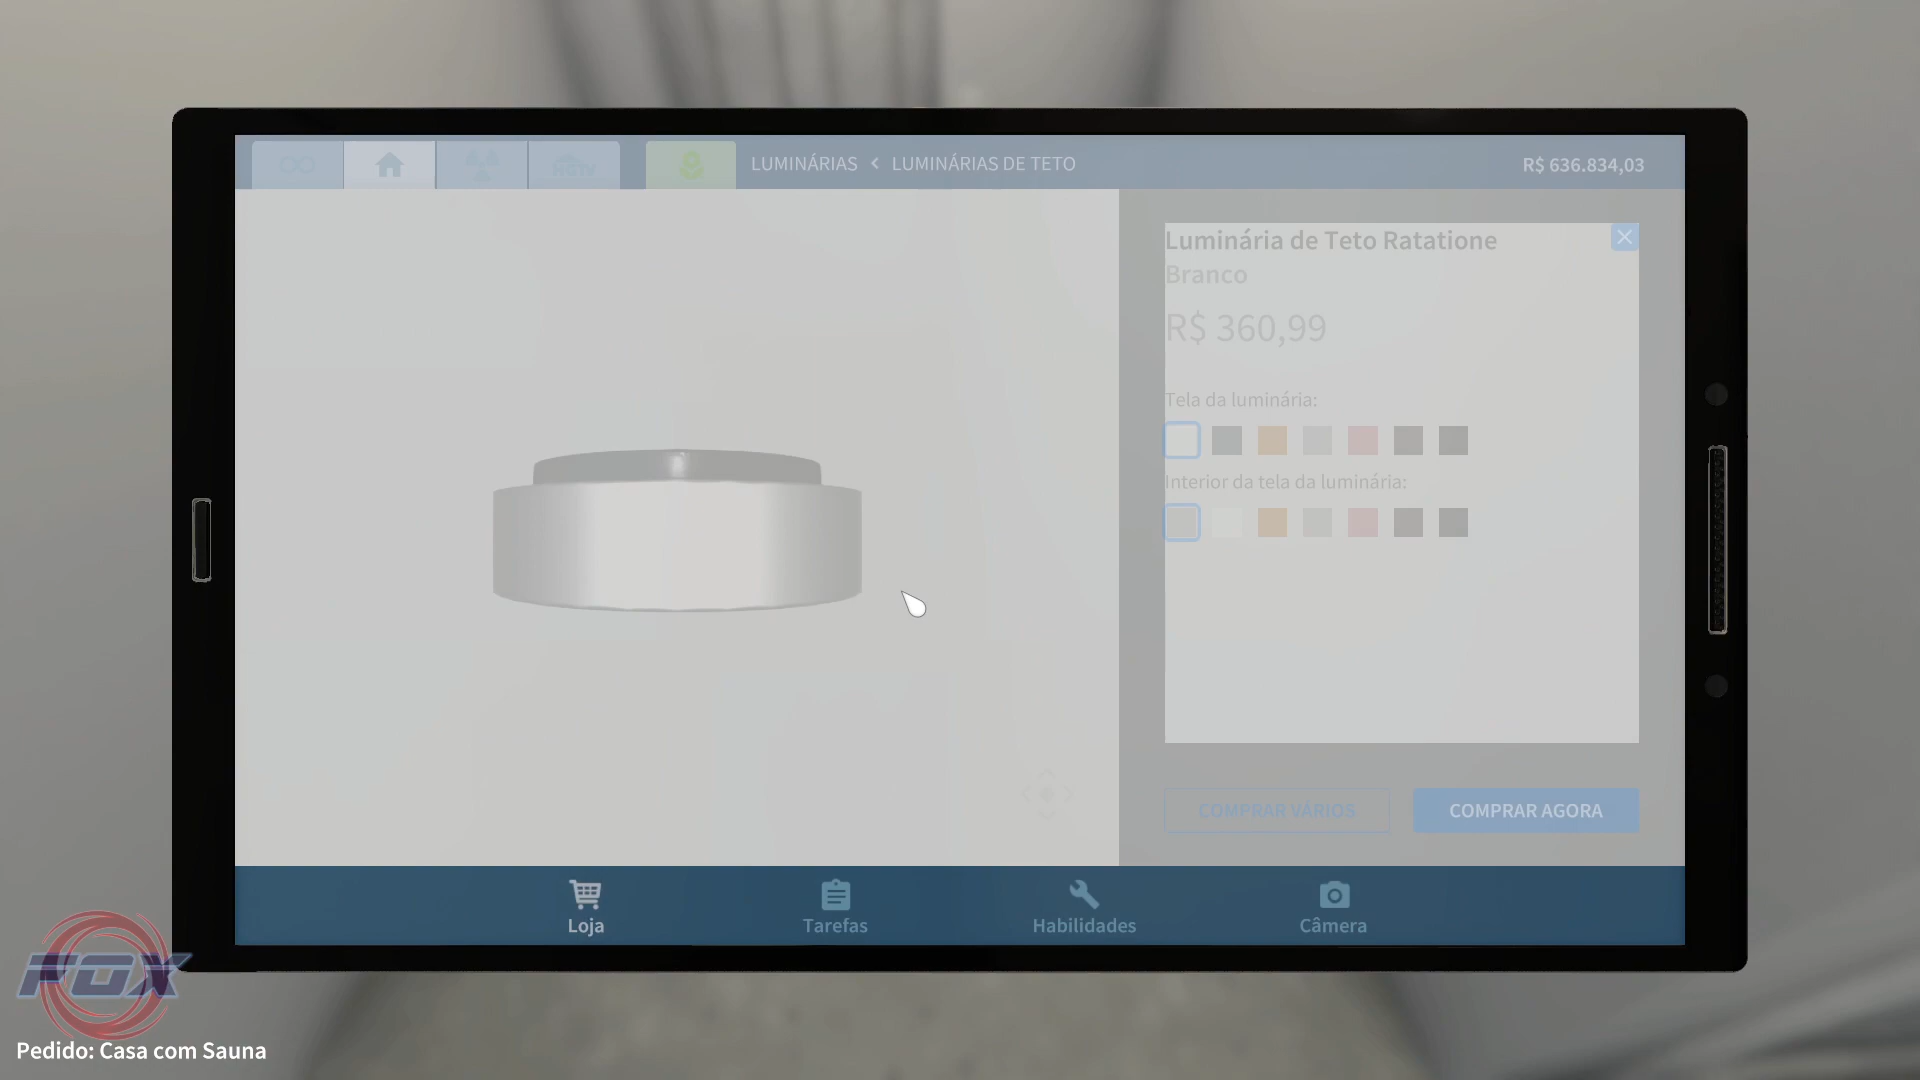 LUMINÁRIAS < LUMINÁRIAS DE TETO
R$ 636.834,03
Luminária de Teto Ratatione
Branco
R$ 360,99
Tela da luminária:
Interior da tela da luminária:
COMPRAR VÁRIOS
COMPRAR AGORA
Loja
Tarefas
Habilidades
Câmera
FOX
Pedido: Casa com Sauna